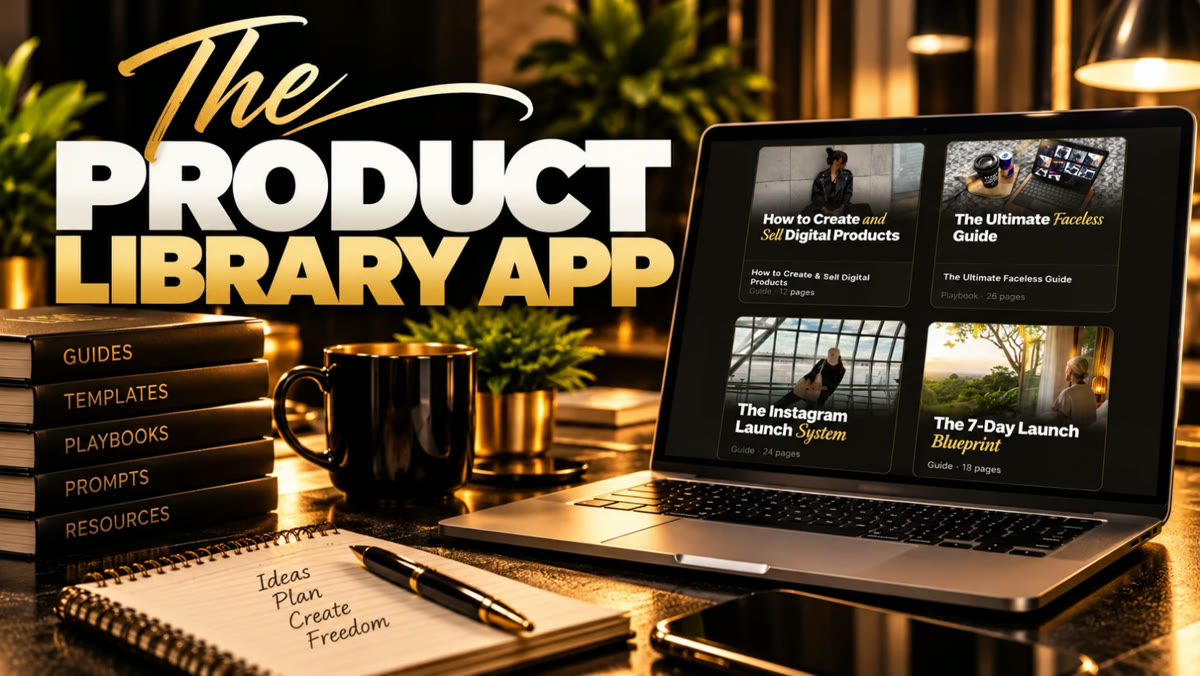 The
PRODUCT
LIBRARY APP
GUIDES
TEMPLATES
PLAYBOOKS
PROMPTS
RESOURCES
Ideas
Plan
Create
Freedom
How to Create and
Sell Digital Products
How to Create & Sell Digital
Products
Guide · 12 pages
The Ultimate Faceless
Guide
The Ultimate Faceless Guide
Playbook · 26 pages
The Instagram
Launch System
Guide · 24 pages
The 7-Day Launch
Blueprint
Guide · 18 pages